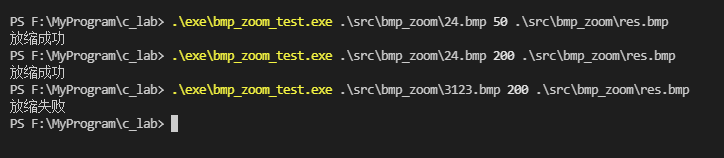 PS F:\MyProgram\c_lab> .\exe\bmp_zoom_test.exe .\src\bmp_zoom\24.bmp 50 .\src\bmp_zoom\res.bmp
放缩成功
PS F:\MyProgram\c_lab> .\exe\bmp_zoom_test.exe .\src\bmp_zoom\24.bmp 200 .\src\bmp_zoom\res.bmp
放缩成功
PS F:\MyProgram\c_lab> .\exe\bmp_zoom_test.exe .\src\bmp_zoom\3123.bmp 200 .\src\bmp_zoom\res.bmp
放缩失败
PS F:\MyProgram\c_lab>